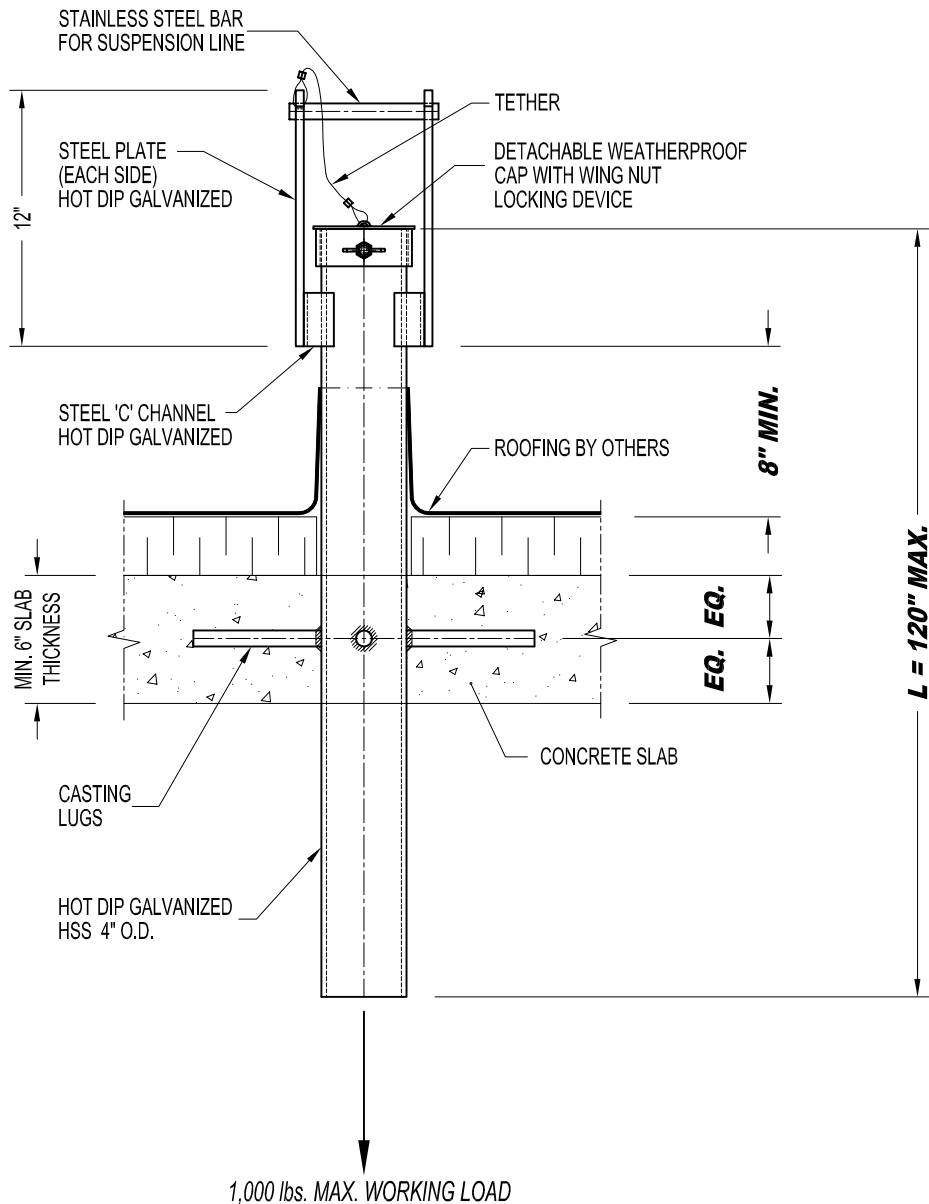 STAINLESS STEEL BAR
FOR SUSPENSION LINE
TETHER
12"
STEEL PLATE
(EACH SIDE)
HOT DIP GALVANIZED
DETACHABLE WEATHERPROOF
CAP WITH WING NUT
LOCKING DEVICE
STEEL 'C' CHANNEL
HOT DIP GALVANIZED
8" MIN.
ROOFING BY OTHERS
L = 120" MAX.
MIN. 6" SLAB
THICKNESS
EQ.
EQ.
CONCRETE SLAB
CASTING
LUGS
HOT DIP GALVANIZED
HSS 4" O.D.
1,000 lbs. MAX. WORKING LOAD